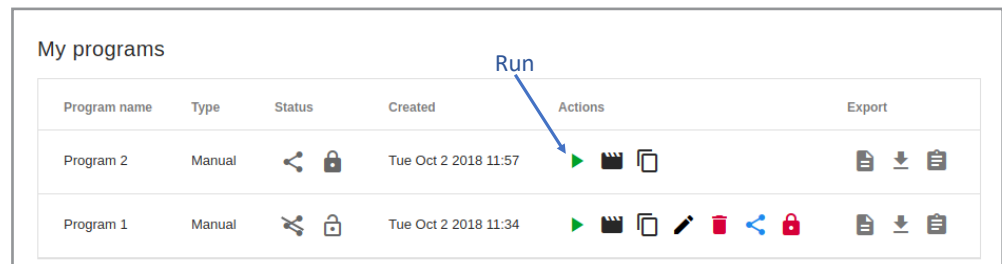 My programs
Run
Program name Type Status Created Actions Export
Program 2 Manual Tue Oct 2 2018 11:57
Program 1 Manual Tue Oct 2 2018 11:34